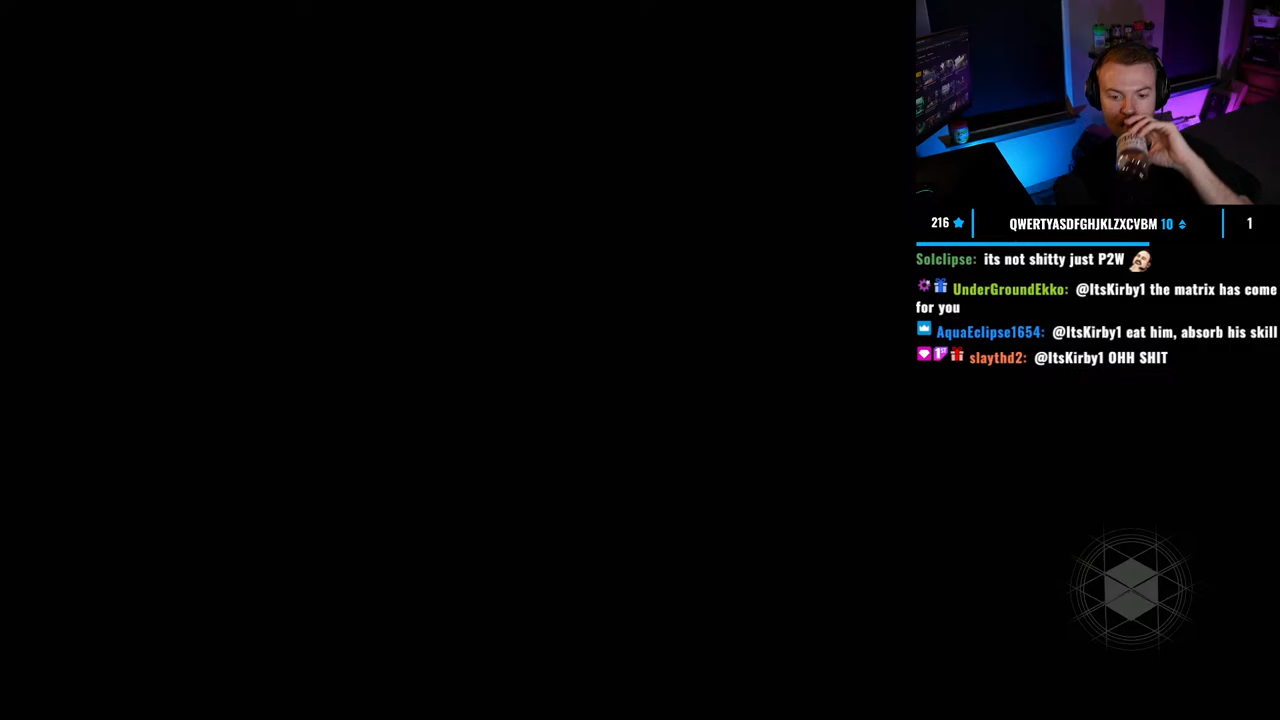 216
QWERTYASDFGHJKLZXCVBM 10
1
Solclipse: its not shitty just P2W
UnderGroundEkko: @ItsKirby1 the matrix has come
for you
AquaEclipse1654: @ItsKirby1 eat him, absorb his skill
slaythd2: @ItsKirby1 OHH SHIT